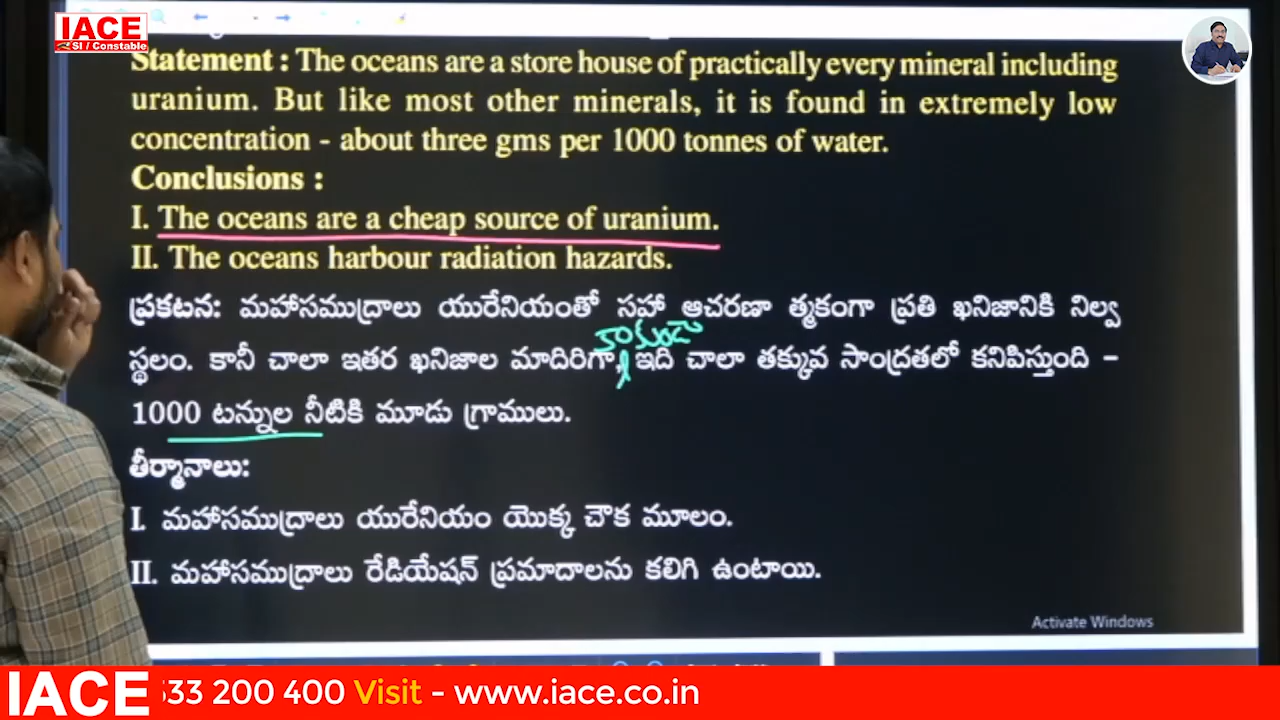 IACE
SI / Constable
Statement : The oceans are a store house of practically every mineral including
uranium. But like most other minerals, it is found in extremely low
concentration - about three gms per 1000 tonnes of water.
Conclusions :
I. The oceans are a cheap source of uranium.
II. The oceans harbour radiation hazards.
ప్రకటన: మహాసముద్రాలు యురేనియంతో సహా ఆచరణా త్మకంగా ప్రతి ఖనిజానికి నిల్వ
కాకుండా
స్థలం. కానీ చాలా ఇతర ఖనిజాల మాదిరిగా, ఇది చాలా తక్కువ సాంద్రతలో కనిపిస్తుంది -
1000 టన్నుల నీటికి మూడు గ్రాములు.
తీర్మానాలు:
I. మహాసముద్రాలు యురేనియం యొక్క చౌక మూలం.
II. మహాసముద్రాలు రేడియేషన్ ప్రమాదాలను కలిగి ఉంటాయి.
Activate Windows
IACE 533 200 400 Visit - www.iace.co.in